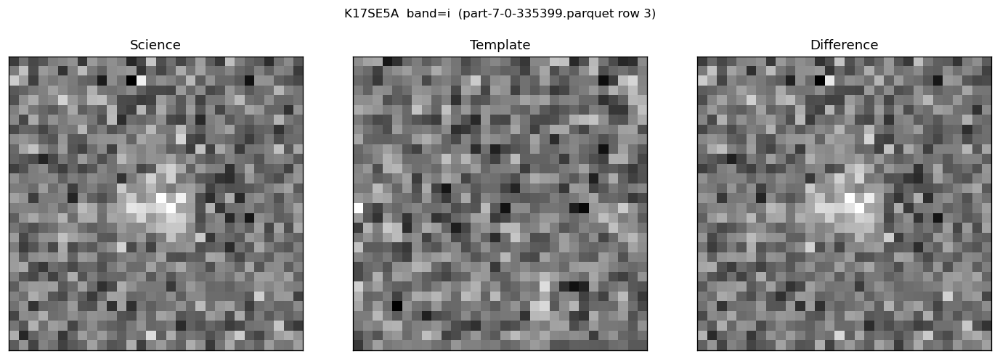 K17SE5A  band=i  (part-7-0-335399.parquet row 3)
Science
Template
Difference